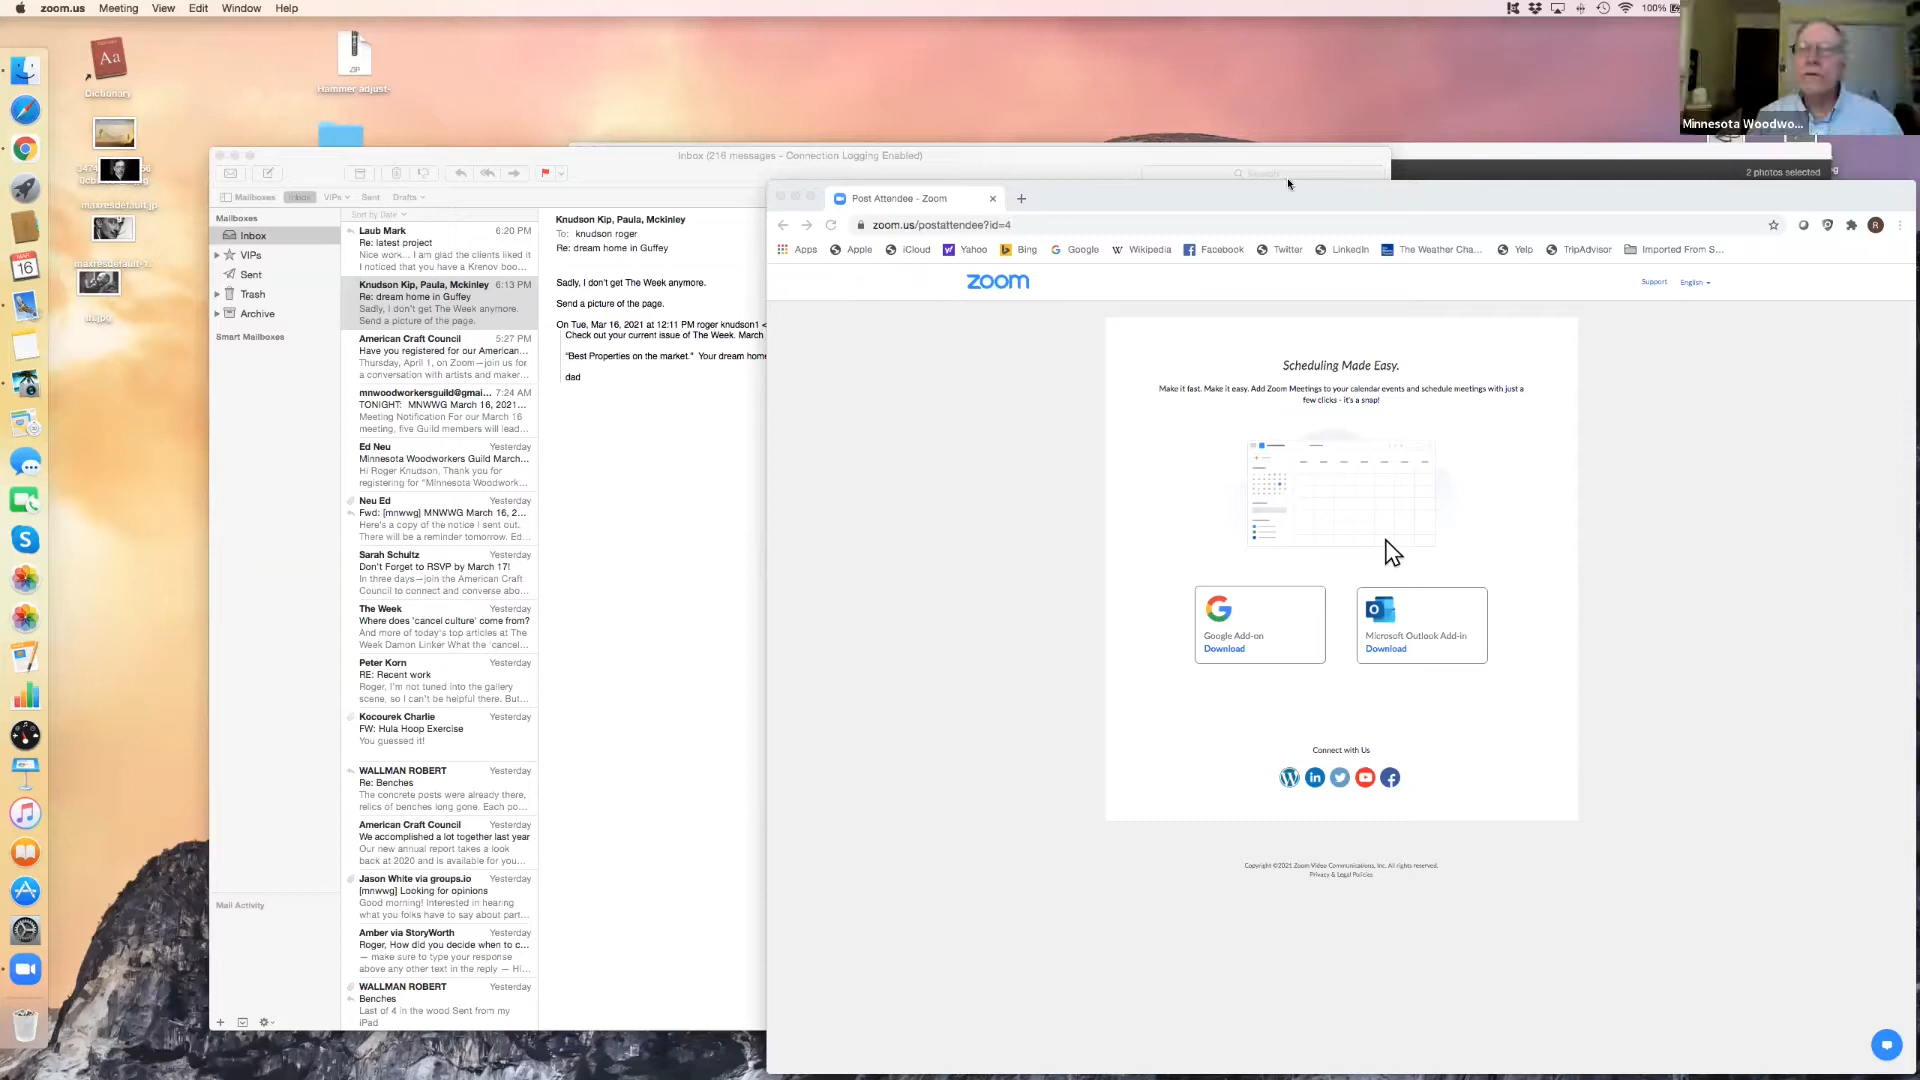 zoom.us Meeting View Edit Window Help
100%
Dictionary
ZIP
Hammer adjust-
Minnesota Woodwo...
maxresdefault.jp
maxresdefault-1.
Inbox (216 messages - Connection Logging Enabled)
Search
2 photos selected
Mailboxes Inbox VIPs Sent Drafts
Mailboxes
Inbox
VIPs
Sent
Trash
Archive
Smart Mailboxes
Mail Activity
Sort by Date
Laub Mark 6:20 PM
Re: latest project
Nice work... I am glad the clients liked it
I noticed that you have a Krenov boo...
Knudson Kip, Paula, Mckinley 6:13 PM
Re: dream home in Guffey
Sadly, I don't get The Week anymore.
Send a picture of the page.
American Craft Council 5:27 PM
Have you registered for our American...
Thursday, April 1, on Zoom—join us for
a conversation with artists and maker...
mnwoodworkersguild@gmai... 7:24 AM
TONIGHT: MNWWG March 16, 2021...
Meeting Notification For our March 16
meeting, five Guild members will lead...
Ed Neu Yesterday
Minnesota Woodworkers Guild March...
Hi Roger Knudson, Thank you for
registering for "Minnesota Woodwork...
Neu Ed Yesterday
Fwd: [mnwwg] MNWWG March 16, 2...
Here's a copy of the notice I sent out.
There will be a reminder tomorrow. Ed...
Sarah Schultz Yesterday
Don't Forget to RSVP by March 17!
In three days—join the American Craft
Council to connect and converse abo...
The Week Yesterday
Where does 'cancel culture' come from?
And more of today's top articles at The
Week Damon Linker What the 'cancel...
Peter Korn Yesterday
RE: Recent work
Roger, I'm not tuned into the gallery
scene, so I can't be helpful there. But...
Kocourek Charlie Yesterday
FW: Hula Hoop Exercise
You guessed it!
WALLMAN ROBERT Yesterday
Re: Benches
The concrete posts were already there,
relics of benches long gone. Each po...
American Craft Council Yesterday
We accomplished a lot together last year
Our new annual report takes a look
back at 2020 and is available for you...
Jason White via groups.io Yesterday
[mnwwg] Looking for opinions
Good morning! Interested in hearing
what you folks have to say about part...
Amber via StoryWorth Yesterday
Roger, How did you decide when to c...
— make sure to type your response
above any other text in the reply — Hi...
WALLMAN ROBERT Yesterday
Benches
Last of 4 in the wood Sent from my
iPad
Knudson Kip, Paula, Mckinley
To: knudson roger
Re: dream home in Guffey
Sadly, I don't get The Week anymore.
Send a picture of the page.
On Tue, Mar 16, 2021 at 12:11 PM roger knudson1 <
Check out your current issue of The Week. March
"Best Properties on the market." Your dream home
dad
Post Attendee - Zoom
zoom.us/postattendee?id=4
R
Apps Apple iCloud Yahoo Bing Google Wikipedia Facebook Twitter LinkedIn The Weather Cha... Yelp TripAdvisor Imported From S...
zoom
Support English
Scheduling Made Easy.
Make it fast. Make it easy. Add Zoom Meetings to your calendar events and schedule meetings with just a
few clicks - it's a snap!
Google Add-on
Download
Microsoft Outlook Add-in
Download
Connect with Us
Copyright ©2021 Zoom Video Communications, Inc. All rights reserved.
Privacy & Legal Policies
MAR
16